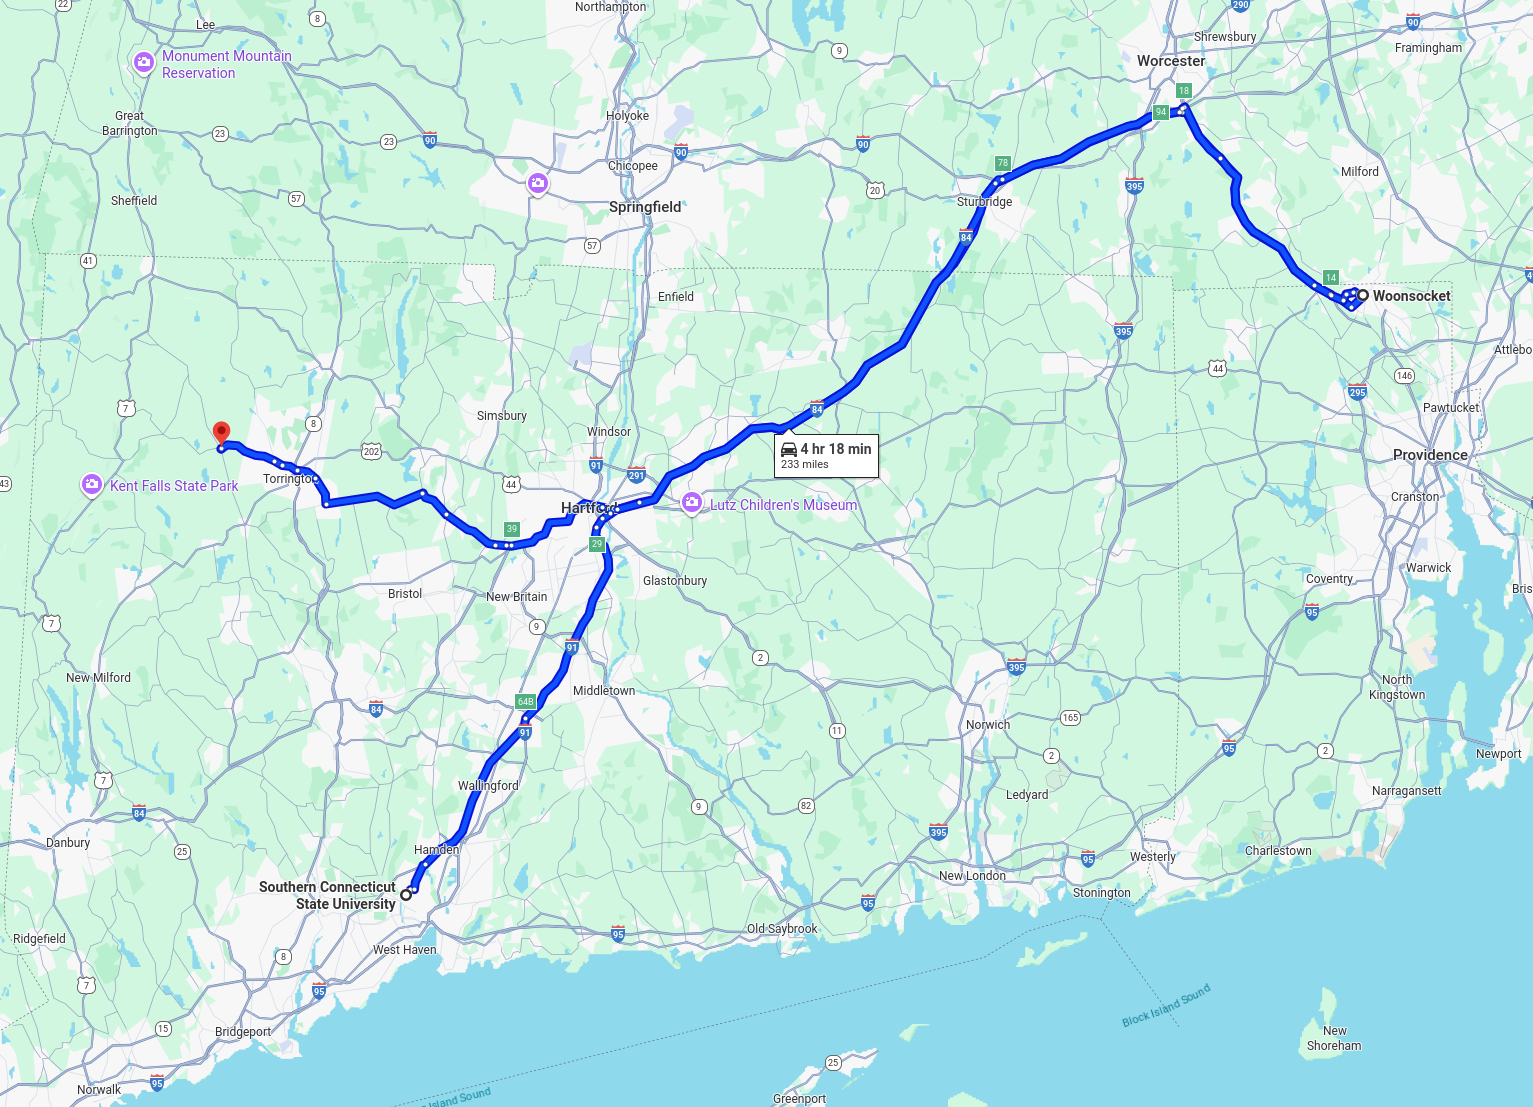 22
Lee
8
Northampton
290
90
Shrewsbury
Framingham
9
Monument Mountain
Reservation
Worcester
18
94
Great
Barrington
Holyoke
23
23
90
90
90
78
Chicopee
20
395
Milford
57
Sheffield
Springfield
Sturbridge
84
57
41
14
4
Enfield
Woonsocket
395
Attlebo
44
146
295
7
84
Simsbury
Pawtucket
8
Windsor
4 hr 18 min
233 miles
202
91
291
Providence
Torrington
43
Kent Falls State Park
44
Cranston
Hartford
Lutz Children's Museum
39
29
Warwick
Coventry
Glastonbury
Bristol
New Britain
Bris
95
7
9
91
2
395
New Milford
North
Kingstown
Middletown
64B
84
165
Norwich
91
11
95
2
2
Newport
7
Wallingford
Ledyard
Narragansett
84
9
82
395
Danbury
25
Hamden
Charlestown
95
Westerly
New London
Southern Connecticut
State University
Stonington
95
Old Saybrook
95
Ridgefield
West Haven
8
7
95
Block Island Sound
15
Bridgeport
New
Shoreham
25
95
Norwalk
Island Sound
Greenport